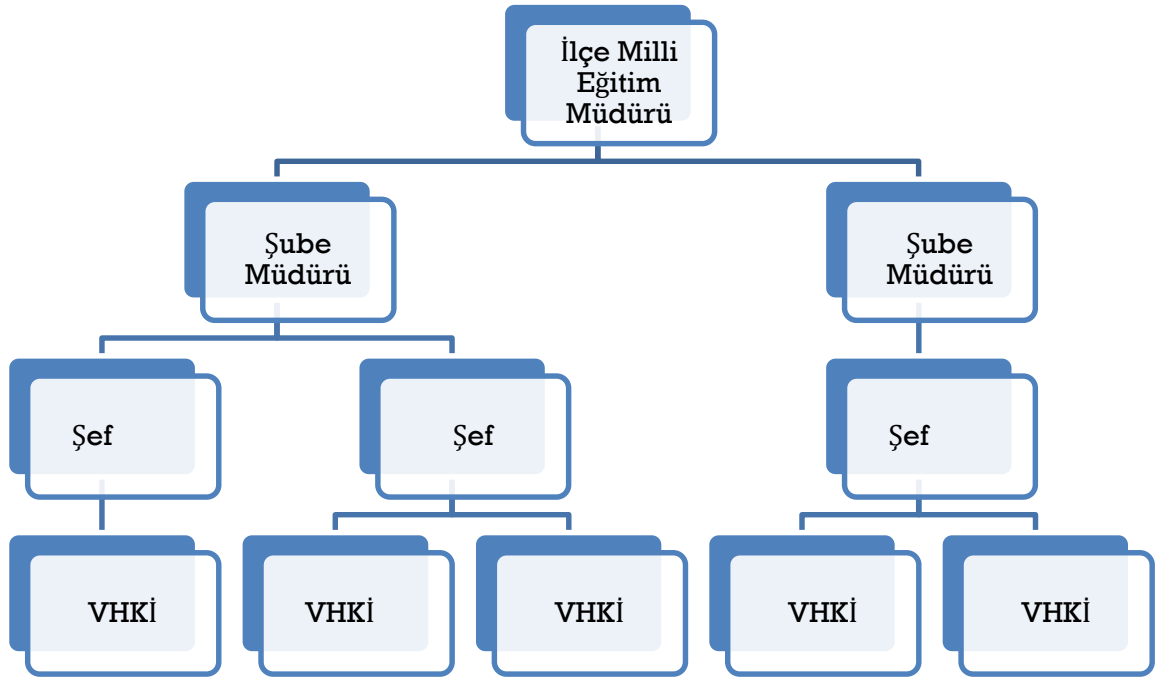 İlçe Milli
Eğitim
Müdürü
Şube
Müdürü
Şube
Müdürü
Şef
Şef
Şef
VHKİ
VHKİ
VHKİ
VHKİ
VHKİ